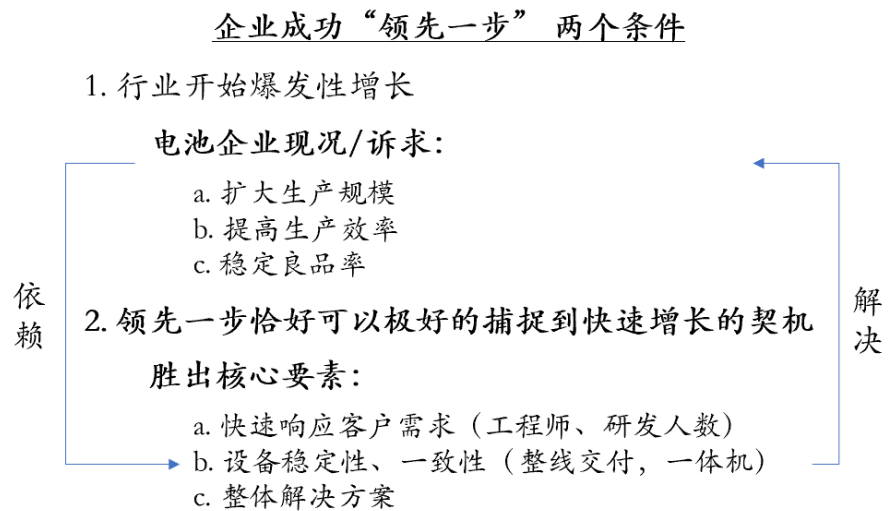 企业成功“领先一步” 两个条件
1. 行业开始爆发性增长
电池企业现况/诉求：
a. 扩大生产规模
b. 提高生产效率
c. 稳定良品率
依赖
解决
2. 领先一步恰好可以极好的捕捉到快速增长的契机
胜出核心要素：
a. 快速响应客户需求（工程师、研发人数）
b. 设备稳定性、一致性（整线交付，一体机）
c. 整体解决方案